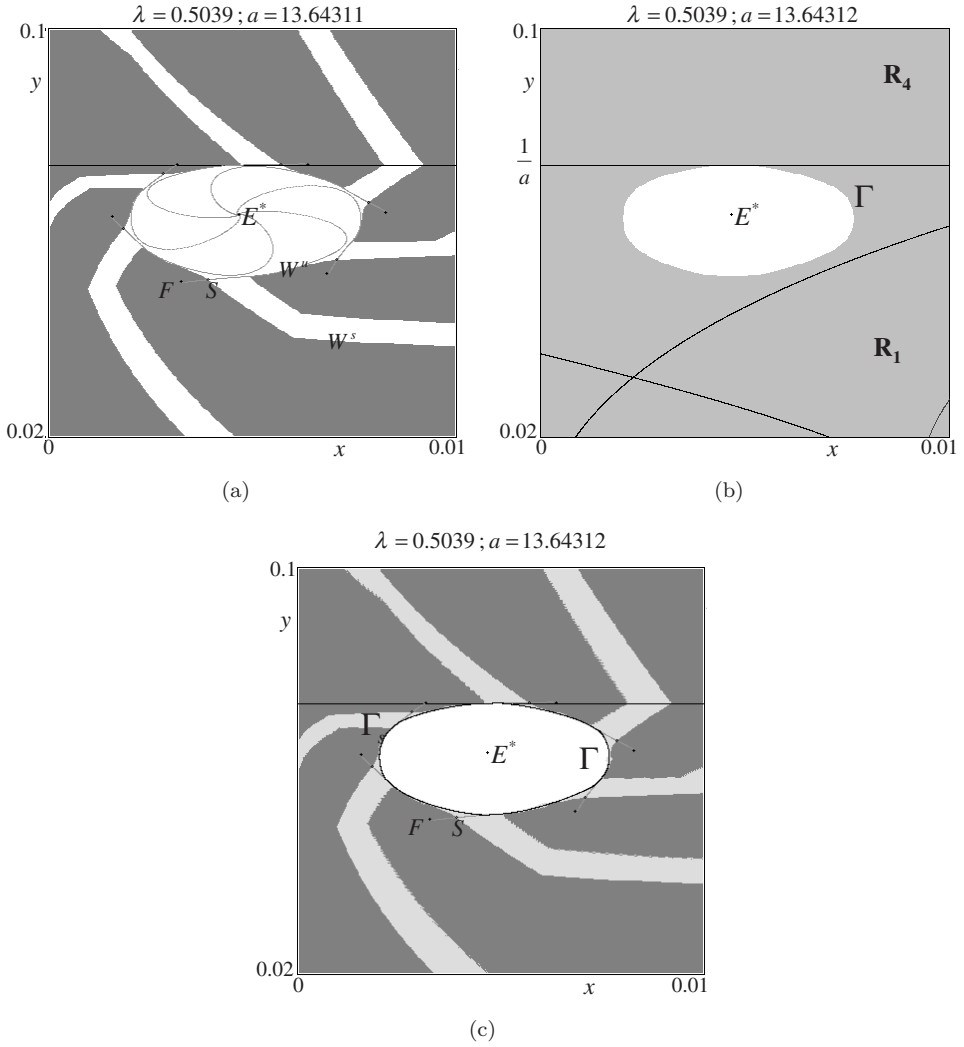 λ = 0.5039 ; a = 13.64311
0.1
y
E*
W^u
F
S
W^s
0.02
0
x
0.01
(a)
λ = 0.5039 ; a = 13.64312
0.1
y
R₄
1/a
Γ
E*
R₁
0.02
0
x
0.01
(b)
λ = 0.5039 ; a = 13.64312
0.1
y
Γ_s
E*
Γ
F
S
0.02
0
x
0.01
(c)